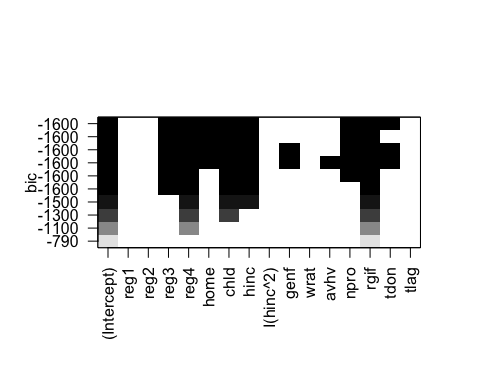 bic
-1600
-1600
-1600
-1600
-1600
-1600
-1500
-1300
-1100
-790
(Intercept)
reg1
reg2
reg3
reg4
home
chld
hinc
I(hinc^2)
genf
wrat
avhv
npro
rgif
tdon
tlag